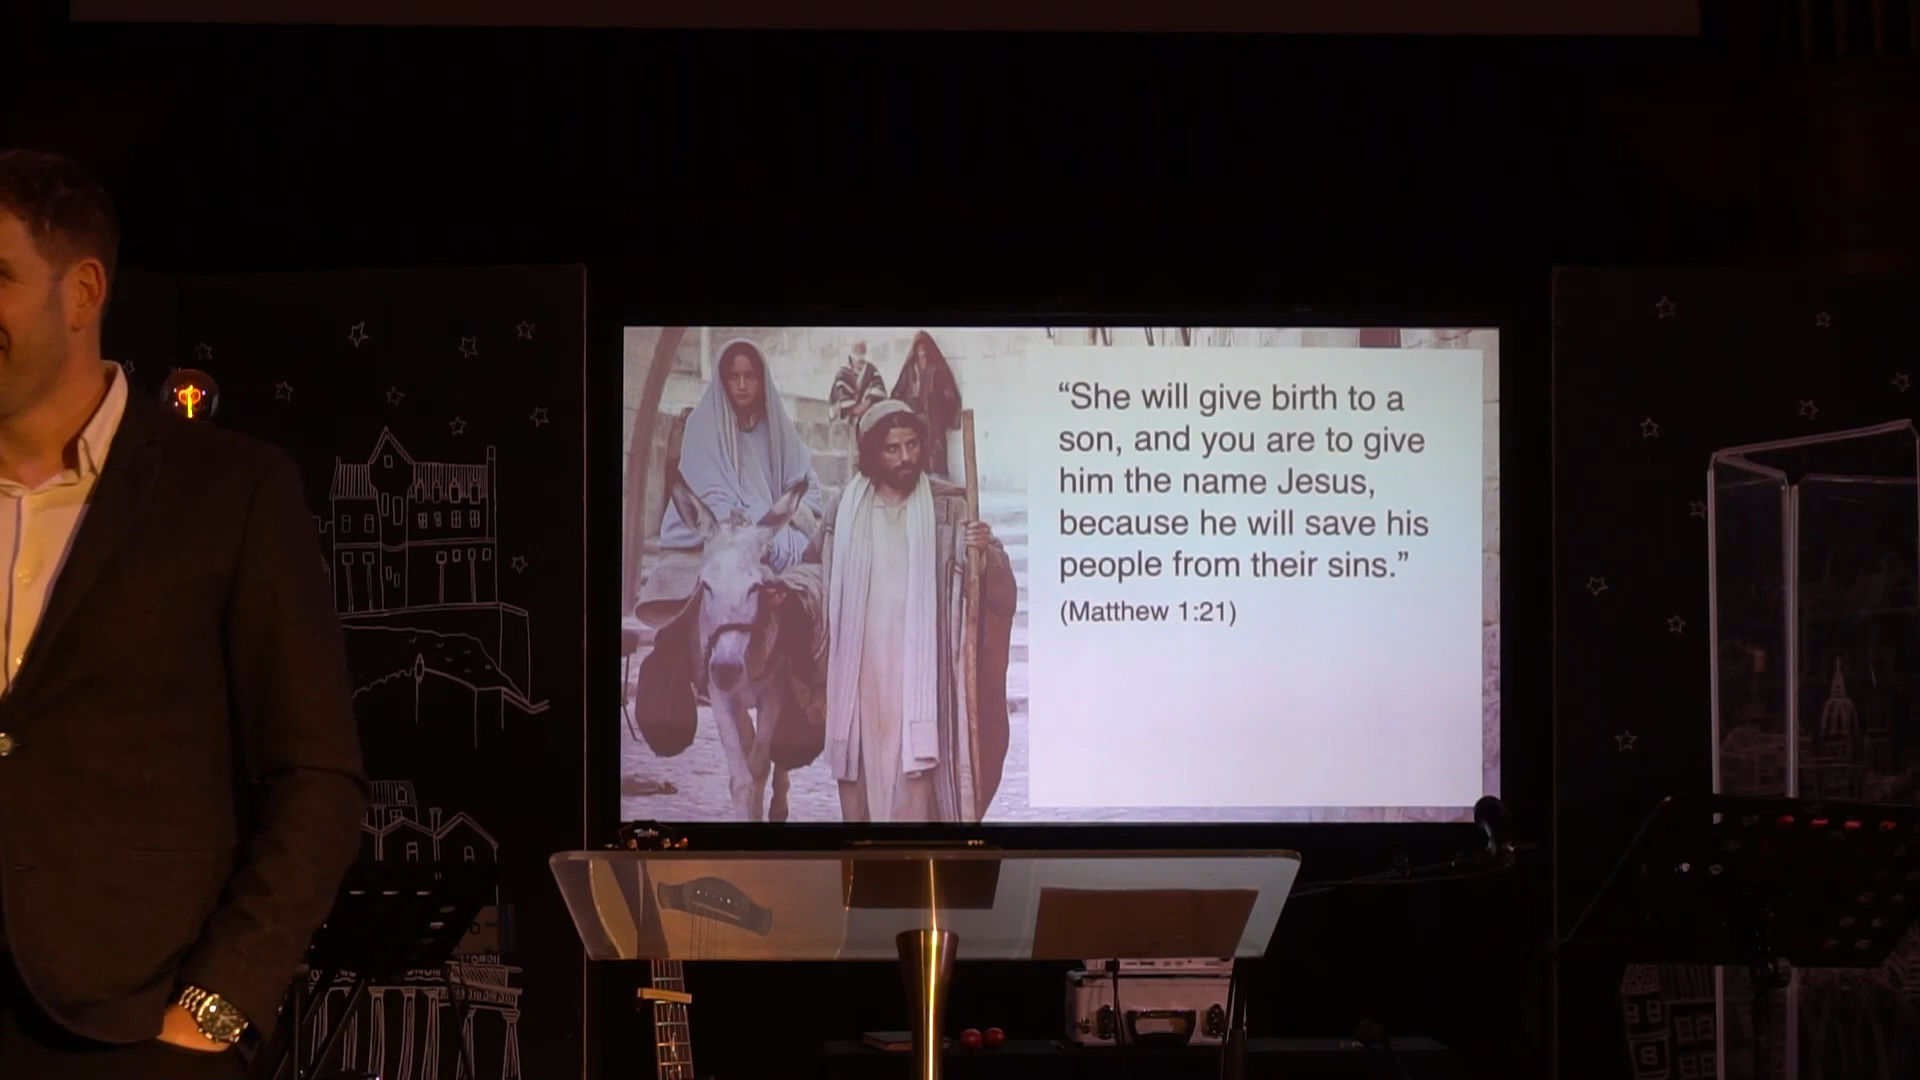 “She will give birth to a
son, and you are to give
him the name Jesus,
because he will save his
people from their sins.”
(Matthew 1:21)